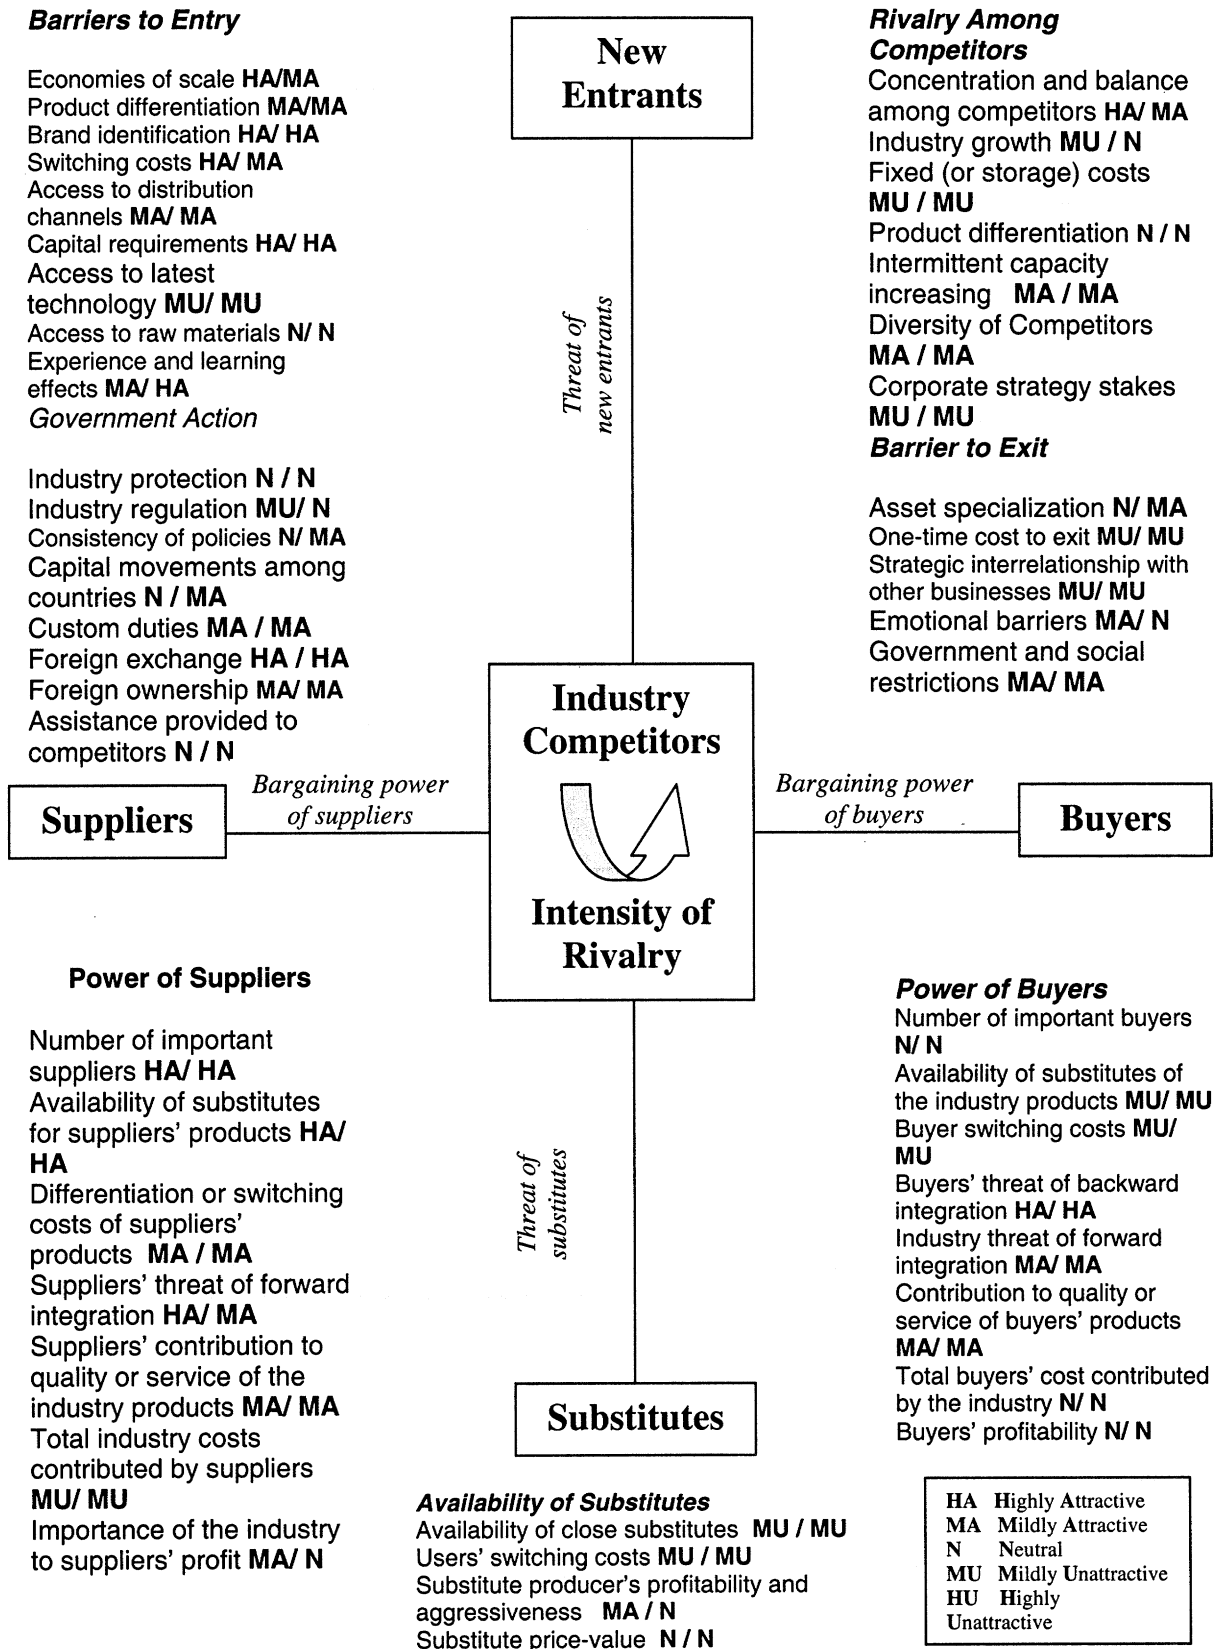 Barriers to Entry
Economies of scale HA/MA
Product differentiation MA/MA
Brand identification HA/ HA
Switching costs HA/ MA
Access to distribution
channels MA/ MA
Capital requirements HA/ HA
Access to latest
technology MU/ MU
Access to raw materials N/ N
Experience and learning
effects MA/ HA
Government Action
Industry protection N / N
Industry regulation MU/ N
Consistency of policies N/ MA
Capital movements among
countries N / MA
Custom duties MA / MA
Foreign exchange HA / HA
Foreign ownership MA/ MA
Assistance provided to
competitors N / N
New
Entrants
Threat of
new entrants
Rivalry Among
Competitors
Concentration and balance
among competitors HA/ MA
Industry growth MU / N
Fixed (or storage) costs
MU / MU
Product differentiation N / N
Intermittent capacity
increasing MA / MA
Diversity of Competitors
MA / MA
Corporate strategy stakes
MU / MU
Barrier to Exit
Asset specialization N/ MA
One-time cost to exit MU/ MU
Strategic interrelationship with
other businesses MU/ MU
Emotional barriers MA/ N
Government and social
restrictions MA/ MA
Suppliers
Bargaining power
of suppliers
Industry
Competitors
Intensity of
Rivalry
Bargaining power
of buyers
Buyers
Power of Suppliers
Number of important
suppliers HA/ HA
Availability of substitutes
for suppliers' products HA/
HA
Differentiation or switching
costs of suppliers'
products MA / MA
Suppliers' threat of forward
integration HA/ MA
Suppliers' contribution to
quality or service of the
industry products MA/ MA
Total industry costs
contributed by suppliers
MU/ MU
Importance of the industry
to suppliers' profit MA/ N
Threat of
substitutes
Substitutes
Availability of Substitutes
Availability of close substitutes MU / MU
Users' switching costs MU / MU
Substitute producer's profitability and
aggressiveness MA / N
Substitute price-value N / N
Power of Buyers
Number of important buyers
N/ N
Availability of substitutes of
the industry products MU/ MU
Buyer switching costs MU/
MU
Buyers' threat of backward
integration HA/ HA
Industry threat of forward
integration MA/ MA
Contribution to quality or
service of buyers' products
MA/ MA
Total buyers' cost contributed
by the industry N/ N
Buyers' profitability N/ N
HA Highly Attractive
MA Mildly Attractive
N Neutral
MU Mildly Unattractive
HU Highly
Unattractive